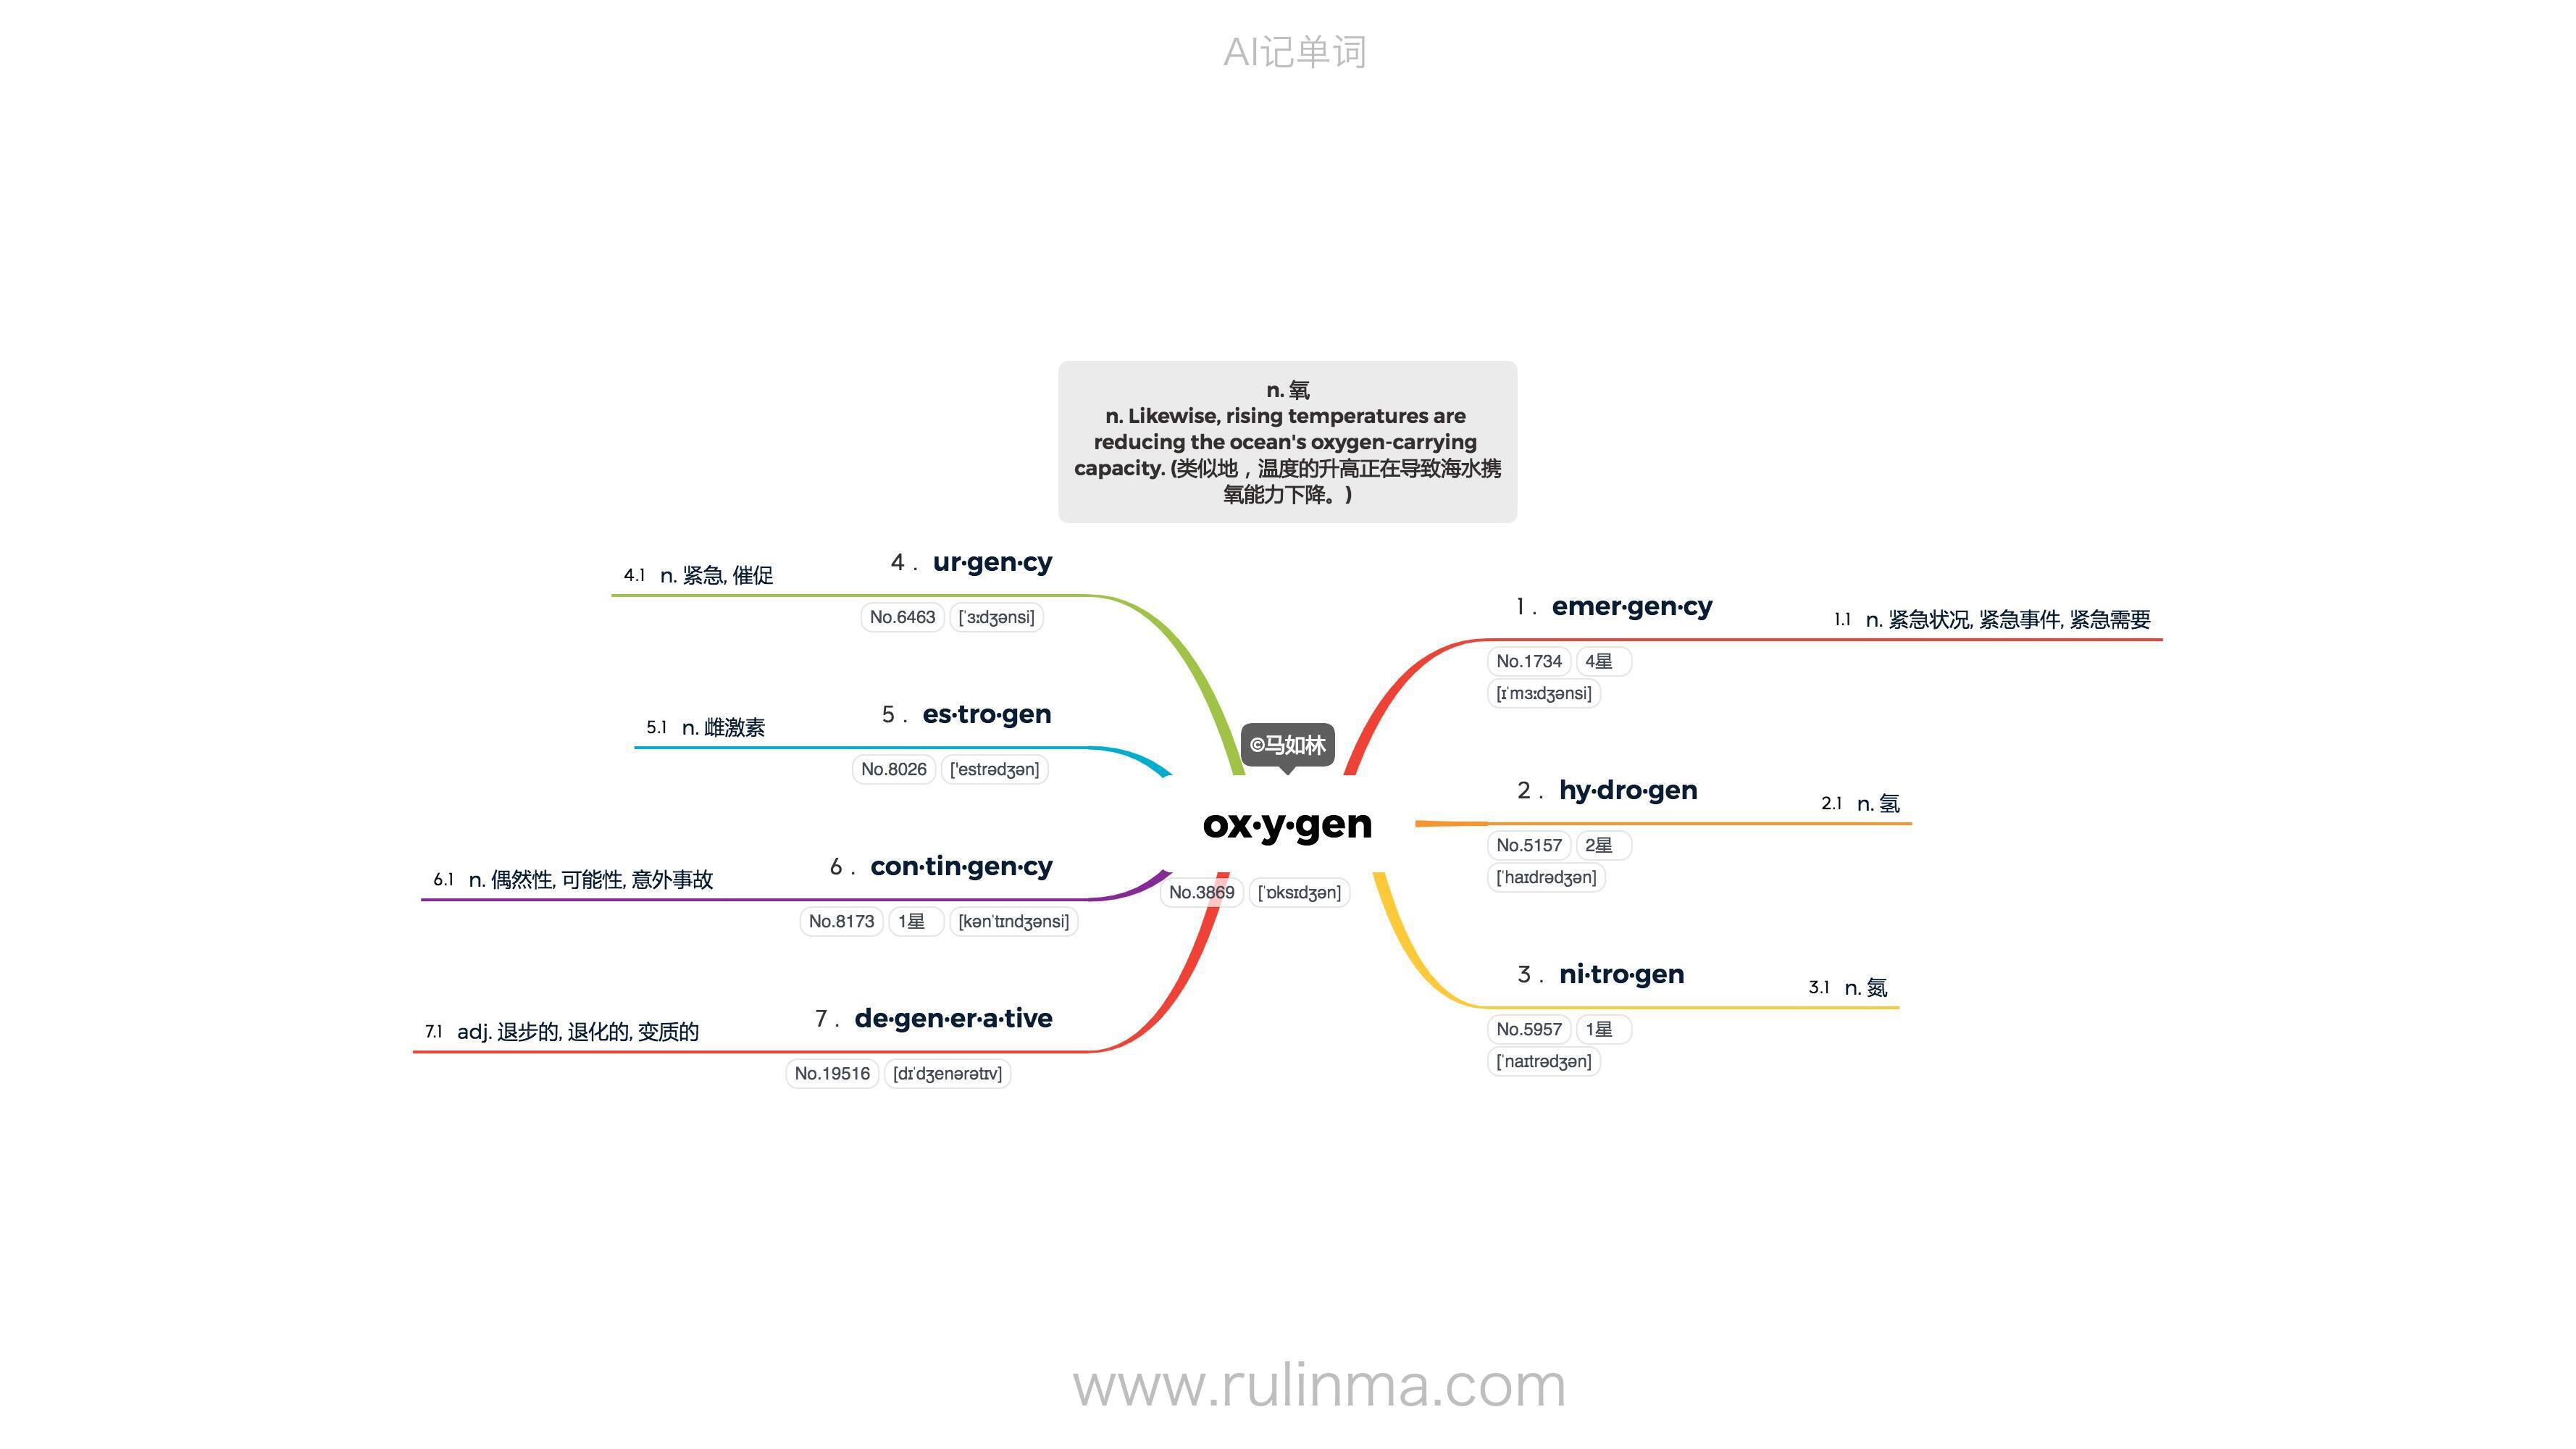 AI记单词
n. 氧
n. Likewise, rising temperatures are
reducing the ocean's oxygen-carrying
capacity. (类似地，温度的升高正在导致海水携
氧能力下降。)
©马如林
ox·y·gen
No.3869 [ˈɒksɪdʒən]
1 . emer·gen·cy 1.1 n. 紧急状况, 紧急事件, 紧急需要
No.1734 4星
[ɪˈmɜːdʒənsi]
2 . hy·dro·gen 2.1 n. 氢
No.5157 2星
[ˈhaɪdrədʒən]
3 . ni·tro·gen 3.1 n. 氮
No.5957 1星
[ˈnaɪtrədʒən]
4.1 n. 紧急, 催促 4 . ur·gen·cy
No.6463 [ˈɜːdʒənsi]
5.1 n. 雌激素 5 . es·tro·gen
No.8026 ['estrədʒən]
6.1 n. 偶然性, 可能性, 意外事故 6 . con·tin·gen·cy
No.8173 1星 [kənˈtɪndʒənsi]
7.1 adj. 退步的, 退化的, 变质的 7 . de·gen·er·a·tive
No.19516 [dɪˈdʒenərətɪv]
www.rulinma.com